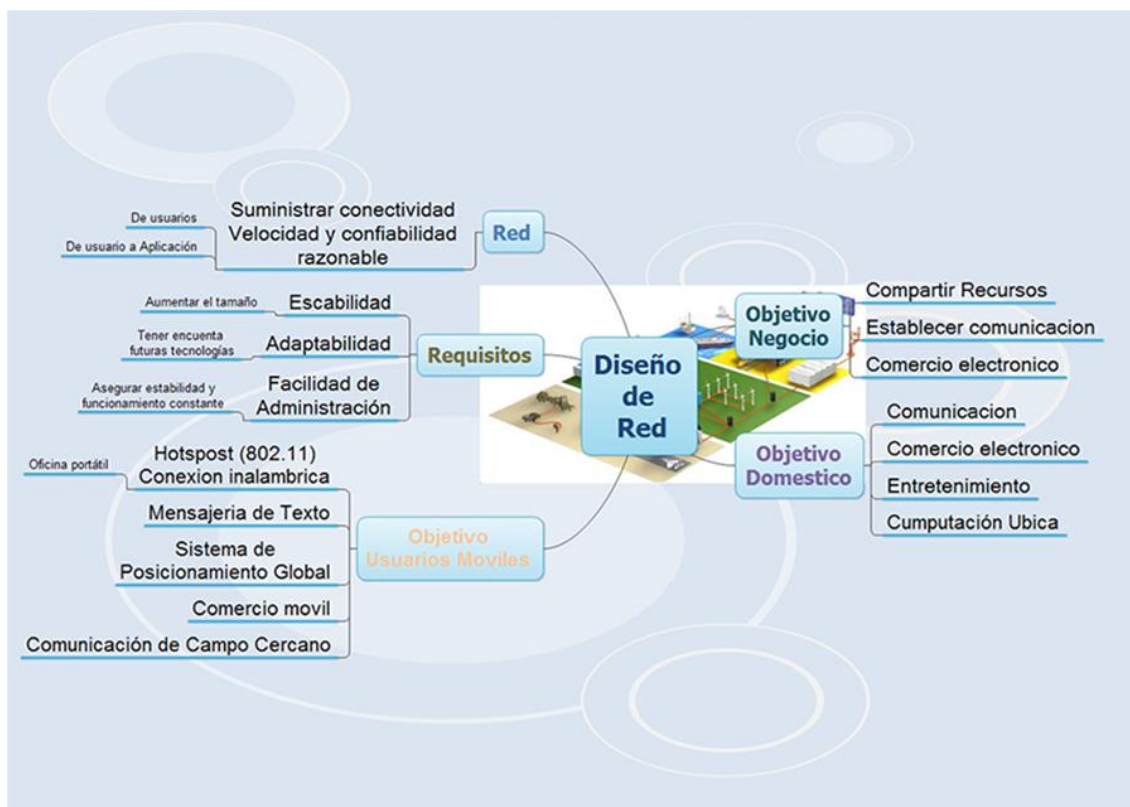 Diseño
de
Red
Red
Suministrar conectividad
Velocidad y confiabilidad
razonable
De usuarios
De usuario a Aplicación
Requisitos
Escabilidad
Aumentar el tamaño
Adaptabilidad
Tener encuenta
futuras tecnologías
Facilidad de
Administración
Asegurar estabilidad y
funcionamiento constante
Objetivo
Usuarios Moviles
Hotspost (802.11)
Conexion inalambrica
Oficina portátil
Mensajeria de Texto
Sistema de
Posicionamiento Global
Comercio movil
Comunicación de Campo Cercano
Objetivo
Negocio
Compartir Recursos
Establecer comunicacion
Comercio electronico
Objetivo
Domestico
Comunicacion
Comercio electronico
Entretenimiento
Cumputación Ubica